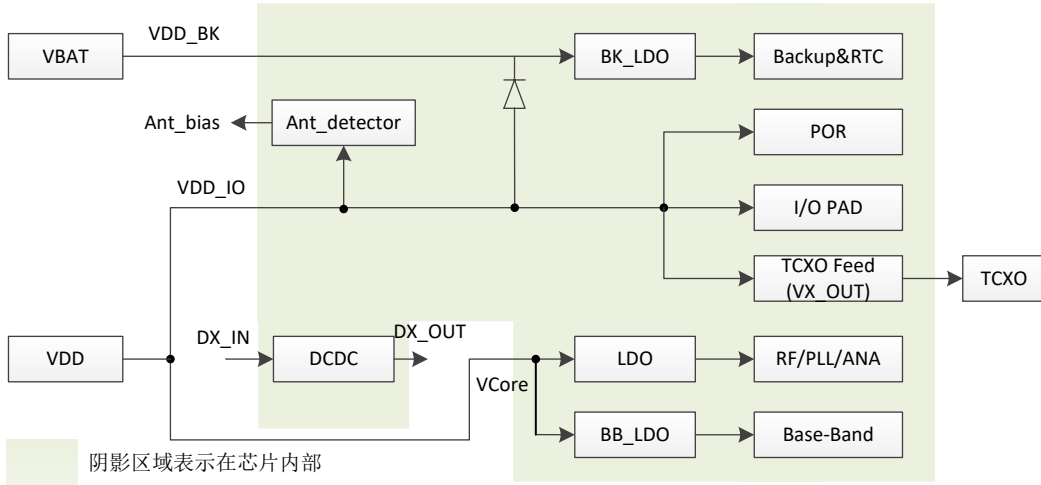 VDD_BK
VBAT
BK_LDO
Backup&RTC
Ant_bias
Ant_detector
POR
VDD_IO
I/O PAD
TCXO Feed
(VX_OUT)
TCXO
DX_IN
DX_OUT
VDD
DCDC
LDO
RF/PLL/ANA
VCore
BB_LDO
Base-Band
阴影区域表示在芯片内部